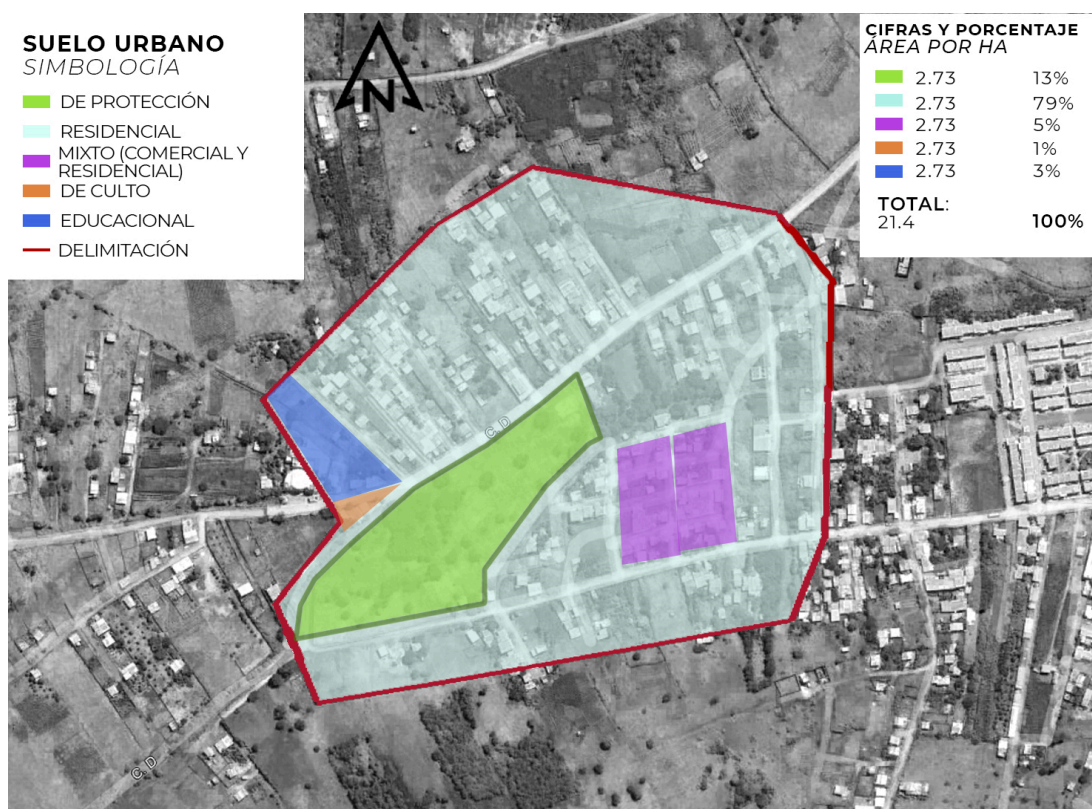 SUELO URBANO
SIMBOLOGÍA
DE PROTECCIÓN
RESIDENCIAL
MIXTO (COMERCIAL Y
RESIDENCIAL)
DE CULTO
EDUCACIONAL
DELIMITACIÓN
N
CIFRAS Y PORCENTAJE
ÁREA POR HA
2.73 13%
2.73 79%
2.73 5%
2.73 1%
2.73 3%
TOTAL:
21.4 100%
C. D
C. D